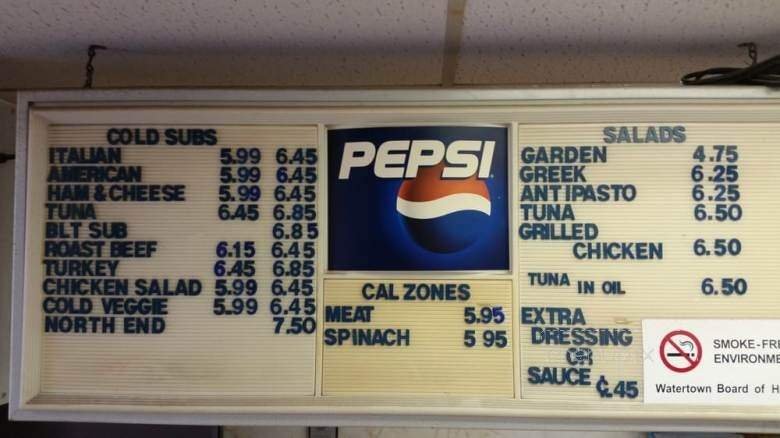 COLD SUBS
ITALIAN 5.99 6.45
AMERICAN 5.99 6.45
HAM & CHEESE 5.99 6.45
TUNA 6.45 6.85
BLT SUB 6.85
ROAST BEEF 6.15 6.45
TURKEY 6.45 6.85
CHICKEN SALAD 5.99 6.45
COLD VEGGIE 5.99 6.45
NORTH END 7.50
PEPSI
CALZONES
MEAT 5.95
SPINACH 5 95
SALADS
GARDEN 4.75
GREEK 6.25
ANTIPASTO 6.25
TUNA 6.50
GRILLED
CHICKEN 6.50
TUNA IN OIL 6.50
EXTRA
DRESSING
OR
SAUCE ¢.45
SMOKE-FRE
ENVIRONME
Watertown Board of H